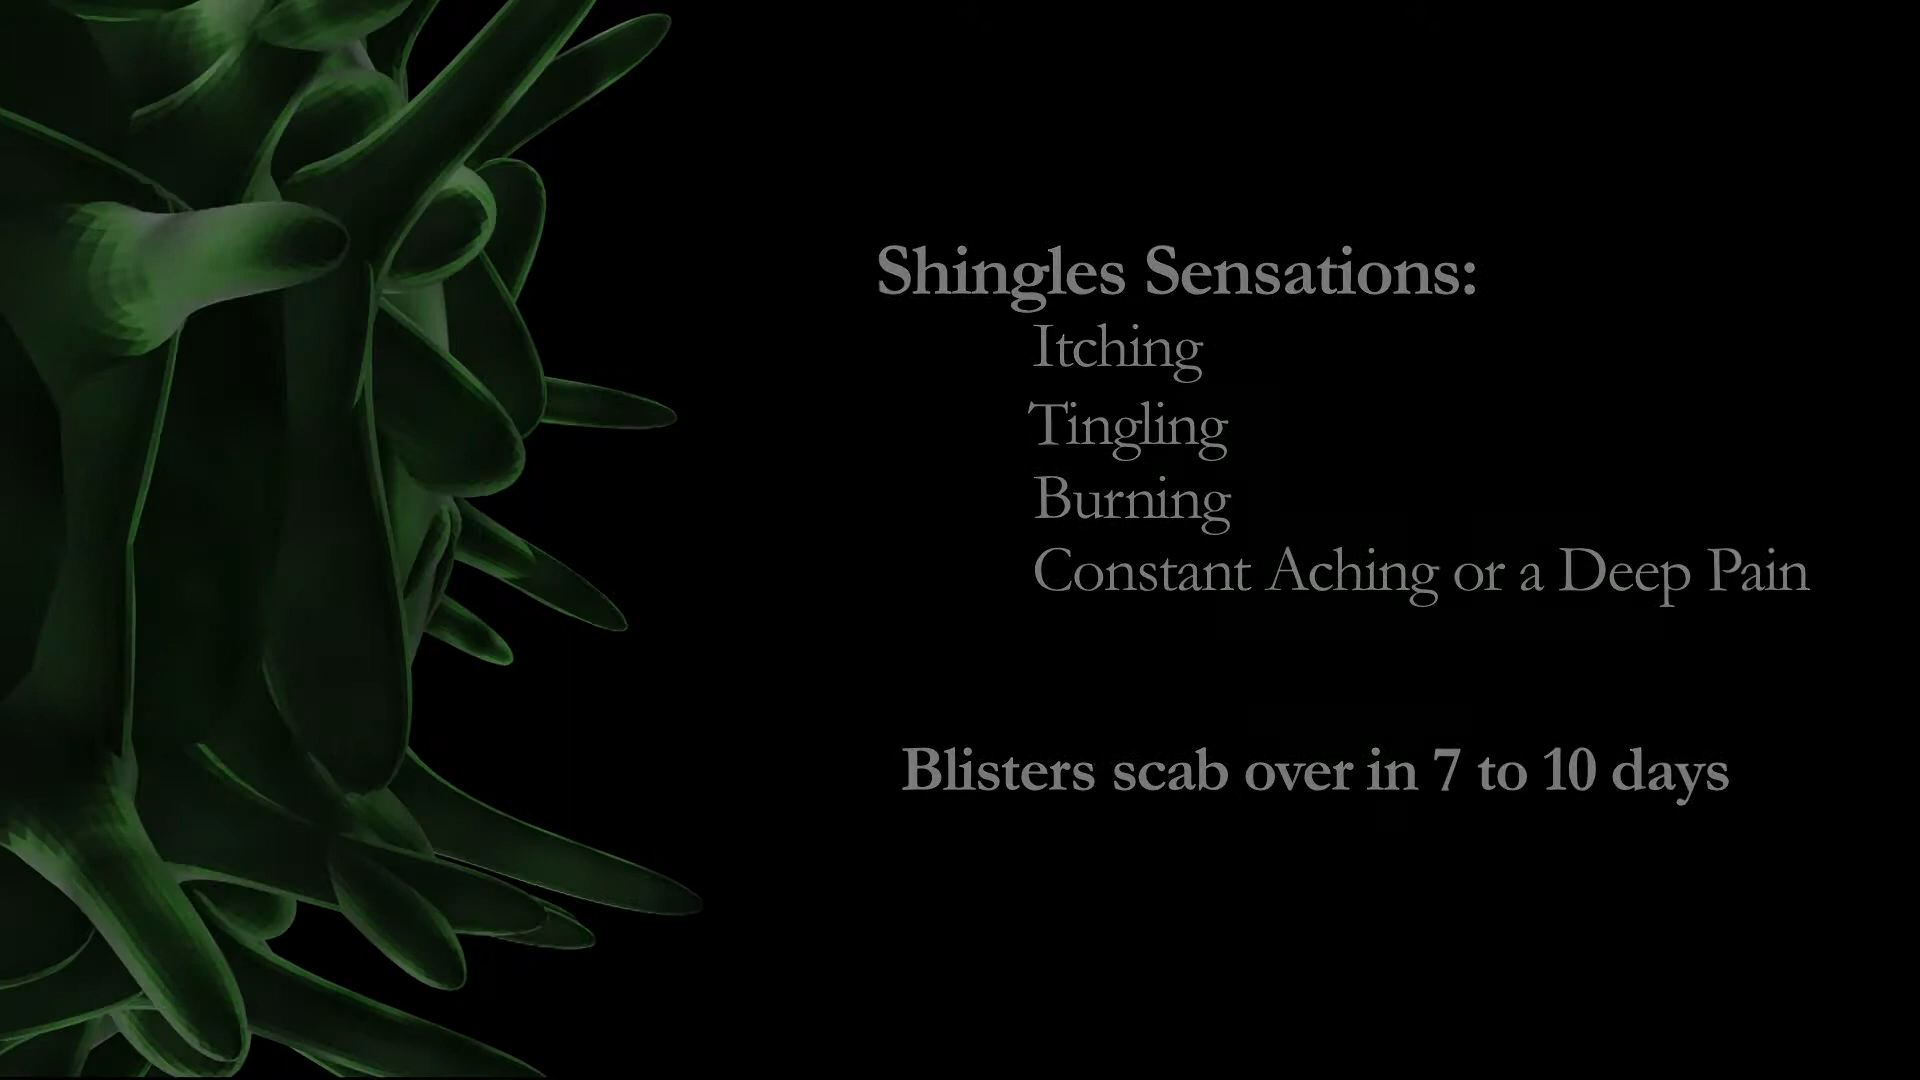 Shingles Sensations:
Itching
Tingling
Burning
Constant Aching or a Deep Pain
Blisters scab over in 7 to 10 days